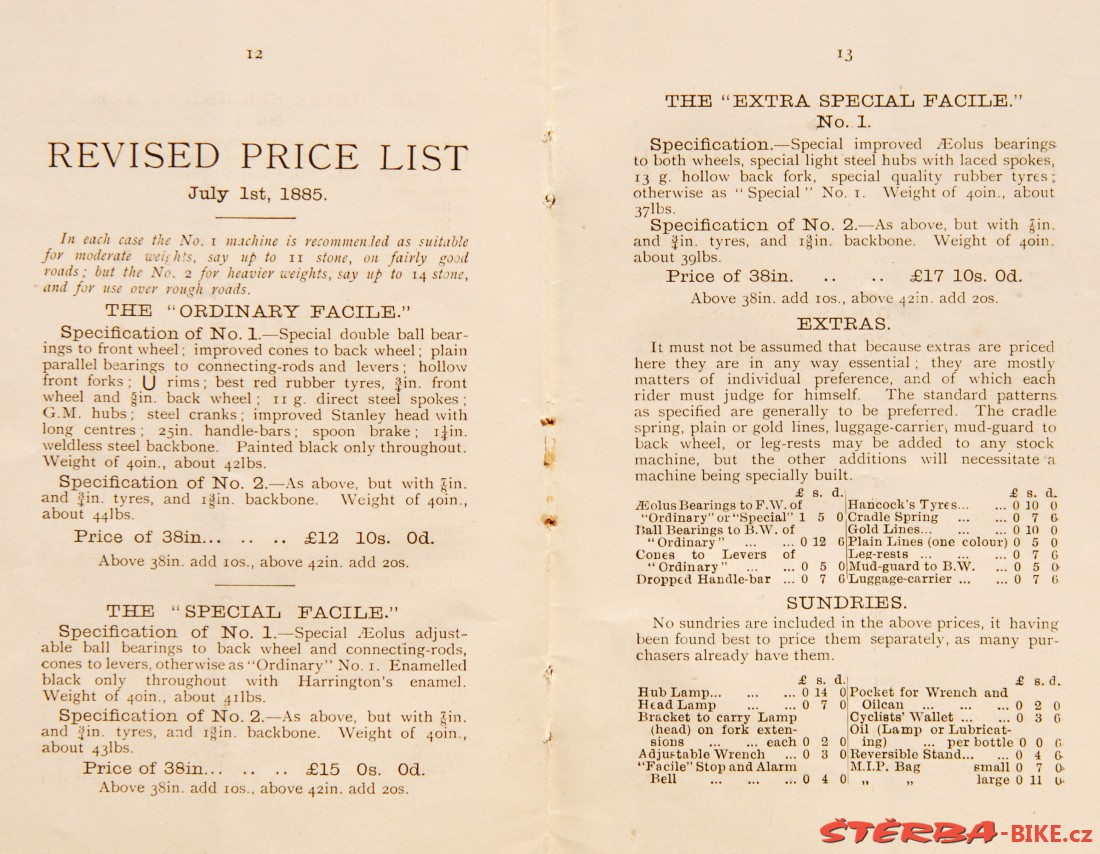 12
REVISED PRICE LIST
July 1st, 1885.
In each case the No. 1 machine is recommended as suitable
for moderate weights, say up to 11 stone, on fairly good
roads; but the No. 2 for heavier weights, say up to 14 stone,
and for use over rough roads.
THE "ORDINARY FACILE."
Specification of No. 1.—Special double ball bear-
ings to front wheel; improved cones to back wheel; plain
parallel bearings to connecting-rods and levers; hollow
front forks; U rims; best red rubber tyres, ¾in. front
wheel and ⅝in. back wheel; 11 g. direct steel spokes;
G.M. hubs; steel cranks; improved Stanley head with
long centres; 25in. handle-bars; spoon brake; 1¼in.
weldless steel backbone. Painted black only throughout.
Weight of 40in., about 42lbs.
Specification of No. 2.—As above, but with ⅞in.
and ¾in. tyres, and 1⅜in. backbone. Weight of 40in.,
about 44lbs.
Price of 38in... .. .. £12 10s. 0d.
Above 38in. add 10s., above 42in. add 20s.
THE "SPECIAL FACILE."
Specification of No. 1.—Special Æolus adjust-
able ball bearings to back wheel and connecting-rods,
cones to levers, otherwise as "Ordinary" No. 1. Enamelled
black only throughout with Harrington's enamel.
Weight of 40in., about 41lbs.
Specification of No. 2.—As above, but with ⅞in.
and ¾in. tyres, and 1⅜in. backbone. Weight of 40in.,
about 43lbs.
Price of 38in... .. .. £15 0s. 0d.
Above 38in. add 10s., above 42in. add 20s.
13
THE "EXTRA SPECIAL FACILE."
No. 1.
Specification.—Special improved Æolus bearings
to both wheels, special light steel hubs with laced spokes,
13 g. hollow back fork, special quality rubber tyres;
otherwise as "Special" No. 1. Weight of 40in., about
37lbs.
Specification of No. 2.—As above, but with ⅞in.
and ¾in. tyres, and 1⅜in. backbone. Weight of 40in.
about 39lbs.
Price of 38in. .. .. £17 10s. 0d.
Above 38in. add 10s., above 42in. add 20s.
EXTRAS.
It must not be assumed that because extras are priced
here they are in any way essential; they are mostly
matters of individual preference, and of which each
rider must judge for himself. The standard patterns
as specified are generally to be preferred. The cradle
spring, plain or gold lines, luggage-carrier, mud-guard to
back wheel, or leg-rests may be added to any stock
machine, but the other additions will necessitate a
machine being specially built.
£ s. d.
Æolus Bearings to F.W. of
"Ordinary" or "Special" 1 5 0
Ball Bearings to B.W. of
"Ordinary" ... ... 0 12 6
Cones to Levers of
"Ordinary" ... ... 0 5 0
Dropped Handle-bar ... 0 7 6
£ s. d.
Hancock's Tyres... ... 0 10 0
Cradle Spring ... ... 0 7 6
Gold Lines... ... ... 0 10 0
Plain Lines (one colour) 0 5 0
Leg-rests ... ... ... 0 7 6
Mud-guard to B.W. ... 0 5 0
Luggage-carrier ... ... 0 7 6
SUNDRIES.
No sundries are included in the above prices, it having
been found best to price them separately, as many pur-
chasers already have them.
£ s. d.
Hub Lamp... ... ... 0 14 0
Head Lamp ... ... 0 7 0
Bracket to carry Lamp
(head) on fork exten-
sions ... ... each 0 2 0
Adjustable Wrench ... 0 3 0
"Facile" Stop and Alarm
Bell ... ... ... 0 4 0
£ s. d.
Pocket for Wrench and
Oilcan ... ... ... 0 2 0
Cyclists' Wallet ... ... 0 3 6
Oil (Lamp or Lubricat-
ing) ... per bottle 0 0 6
Reversible Stand... ... 0 4 6
M.I.P. Bag small 0 7 0
„ „ large 0 11 0
ŠTĚRBA-BIKE.cz